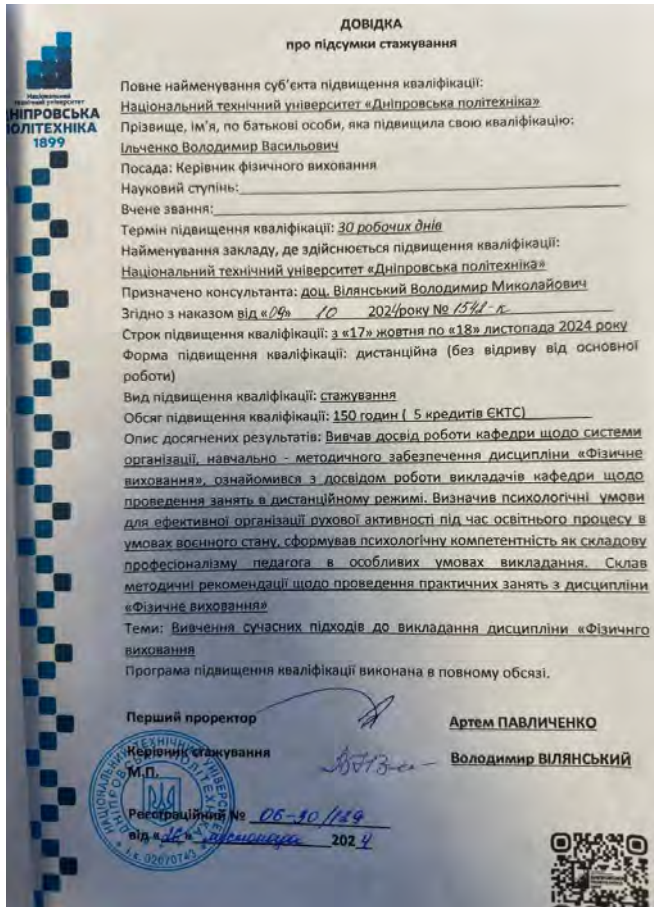 ДОВІДКА
про підсумки стажування
Національний
технічний університет
ДНІПРОВСЬКА
ПОЛІТЕХНІКА
1899
Повне найменування суб'єкта підвищення кваліфікації:
Національний технічний університет «Дніпровська політехніка»
Прізвище, ім'я, по батькові особи, яка підвищила свою кваліфікацію:
Ільченко Володимир Васильович
Посада: Керівник фізичного виховання
Науковий ступінь:
Вчене звання:
Термін підвищення кваліфікації: 30 робочих днів
Найменування закладу, де здійснюється підвищення кваліфікації:
Національний технічний університет «Дніпровська політехніка»
Призначено консультанта: доц. Вілянський Володимир Миколайович
Згідно з наказом від «09» 10 2024року № 1541-к
Строк підвищення кваліфікації: з «17» жовтня по «18» листопада 2024 року
Форма підвищення кваліфікації: дистанційна (без відриву від основної
роботи)
Вид підвищення кваліфікації: стажування
Обсяг підвищення кваліфікації: 150 годин ( 5 кредитів ЄКТС)
Опис досягнених результатів: Вивчав досвід роботи кафедри щодо системи
організації, навчально - методичного забезпечення дисципліни «Фізичне
виховання», ознайомився з досвідом роботи викладачів кафедри щодо
проведення занять в дистанційному режимі. Визначив психологічні умови
для ефективної організації рухової активності під час освітнього процесу в
умовах воєнного стану, сформував психологічну компетентність як складову
професіоналізму педагога в особливих умовах викладання. Склав
методичні рекомендації щодо проведення практичних занять з дисципліни
«Фізичне виховання»
Теми: Вивчення сучасних підходів до викладання дисципліни «Фізичнго
виховання
Програма підвищення кваліфікації виконана в повному обсязі.
Перший проректор Артем ПАВЛИЧЕНКО
Керівник стажування Володимир ВІЛЯНСЬКИЙ
М.П.
Реєстраційний № 06-30/129
від «26» листопада 2024